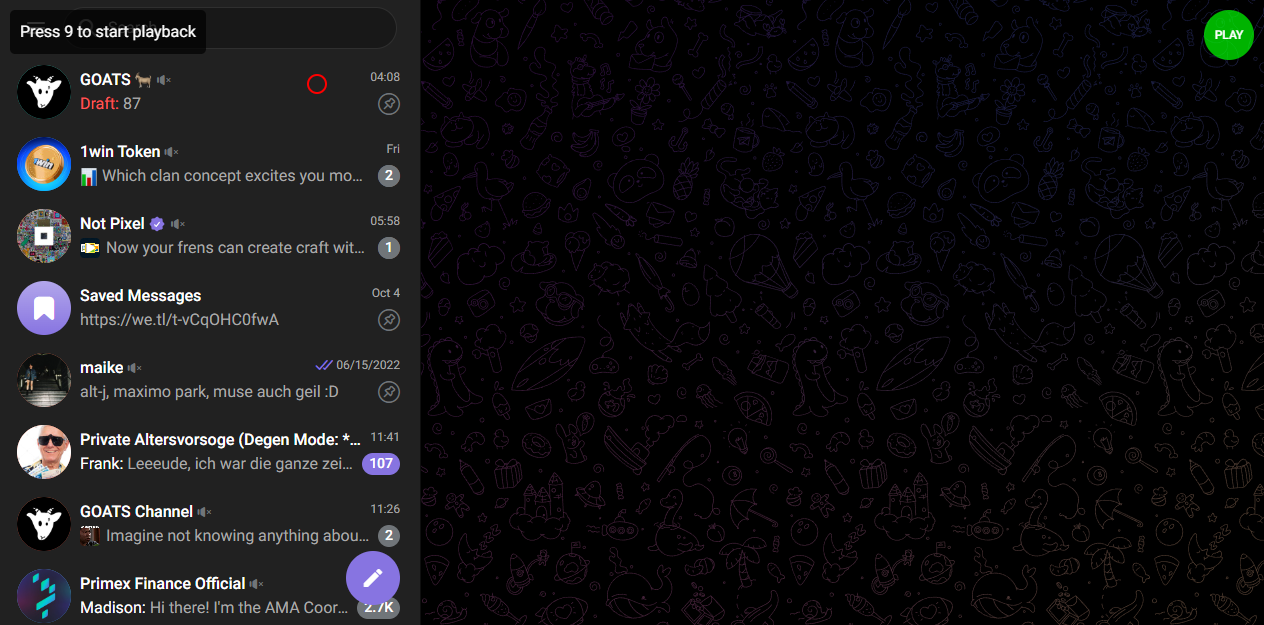 Press 9 to start playback
PLAY
GOATS 04:08
Draft: 87
1win Token Fri
Which clan concept excites you mo... 2
Not Pixel 05:58
Now your frens can create craft wit... 1
Saved Messages Oct 4
https://we.tl/t-vCqOHC0fwA
maike 06/15/2022
alt-j, maximo park, muse auch geil :D
Private Altersvorsoge (Degen Mode: *... 11:41
Frank: Leeeude, ich war die ganze zei... 107
GOATS Channel 11:26
Imagine not knowing anything abou... 2
Primex Finance Official
Madison: Hi there! I'm the AMA Coor... 2.7K